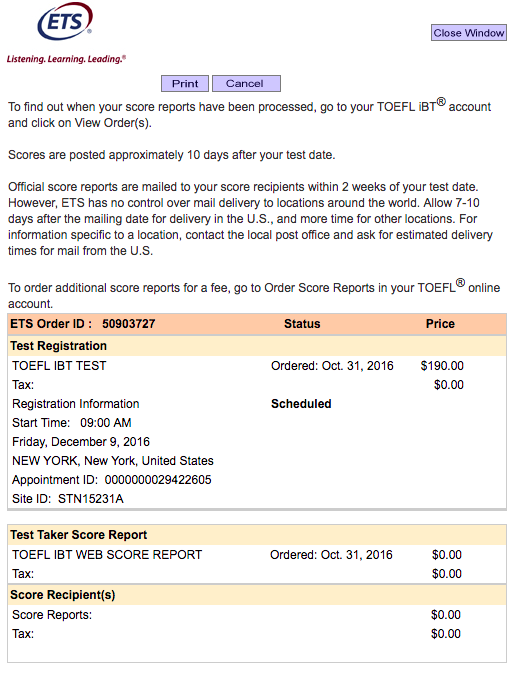 ETS®
Close Window
Listening. Learning. Leading.®
Print Cancel
To find out when your score reports have been processed, go to your TOEFL iBT® account
and click on View Order(s).
Scores are posted approximately 10 days after your test date.
Official score reports are mailed to your score recipients within 2 weeks of your test date.
However, ETS has no control over mail delivery to locations around the world. Allow 7-10
days after the mailing date for delivery in the U.S., and more time for other locations. For
information specific to a location, contact the local post office and ask for estimated delivery
times for mail from the U.S.
To order additional score reports for a fee, go to Order Score Reports in your TOEFL® online
account.
ETS Order ID : 50903727 Status Price
Test Registration
TOEFL IBT TEST Ordered: Oct. 31, 2016 $190.00
Tax: $0.00
Registration Information Scheduled
Start Time: 09:00 AM
Friday, December 9, 2016
NEW YORK, New York, United States
Appointment ID: 0000000029422605
Site ID: STN15231A
Test Taker Score Report
TOEFL IBT WEB SCORE REPORT Ordered: Oct. 31, 2016 $0.00
Tax: $0.00
Score Recipient(s)
Score Reports: $0.00
Tax: $0.00